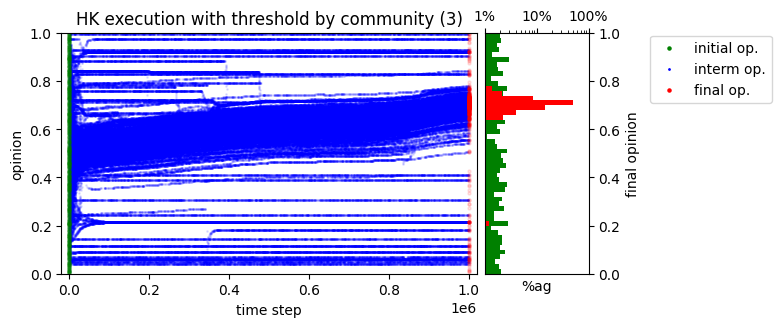 HK execution with threshold by community (3)
1% 10% 100%
initial op.
interm op.
final op.
1.0
0.8
0.6
0.4
0.2
0.0
opinion
0.0 0.2 0.4 0.6 0.8 1.0
1e6
time step
%ag
1.0
0.8
0.6
0.4
0.2
0.0
final opinion